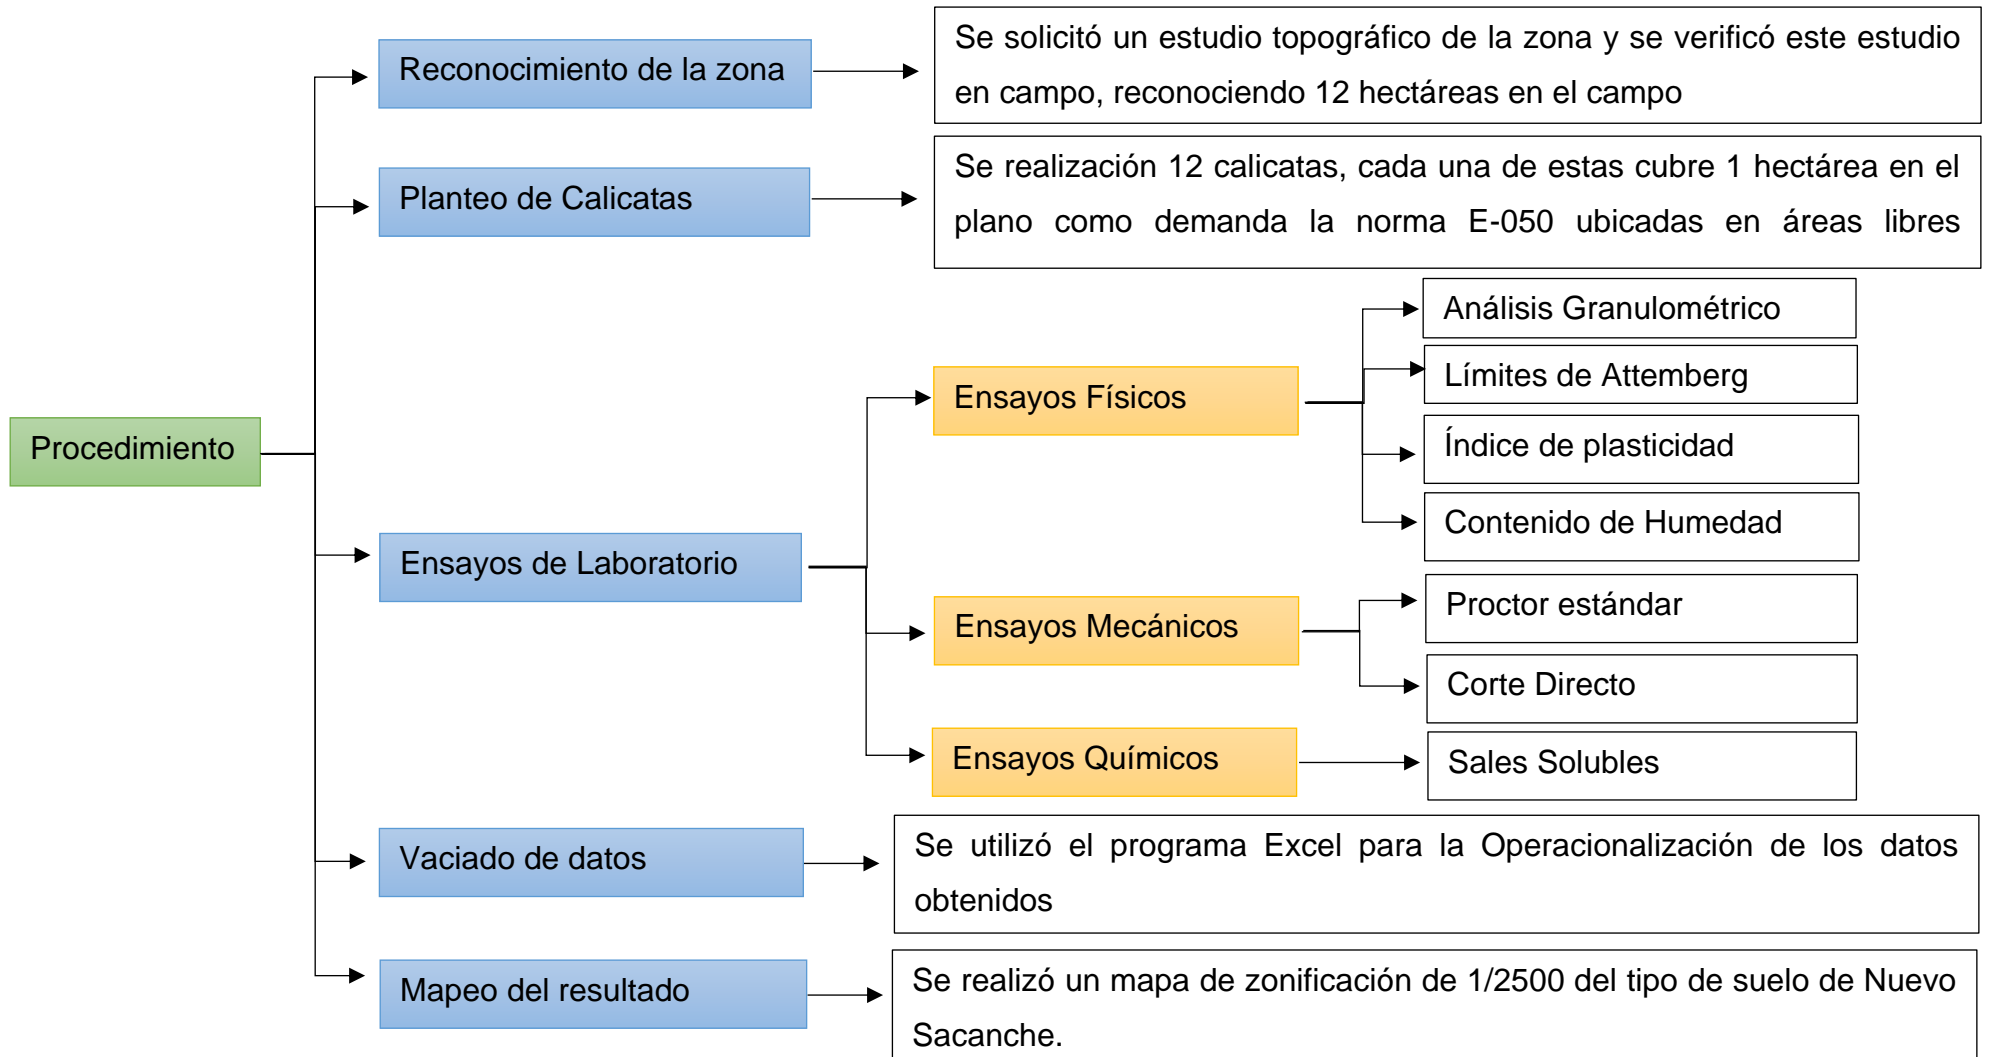 Procedimiento
Reconocimiento de la zona
Se solicitó un estudio topográfico de la zona y se verificó este estudio
en campo, reconociendo 12 hectáreas en el campo
Planteo de Calicatas
Se realización 12 calicatas, cada una de estas cubre 1 hectárea en el
plano como demanda la norma E-050 ubicadas en áreas libres
Ensayos de Laboratorio
Ensayos Físicos
Análisis Granulométrico
Límites de Attemberg
Índice de plasticidad
Contenido de Humedad
Ensayos Mecánicos
Proctor estándar
Corte Directo
Ensayos Químicos
Sales Solubles
Vaciado de datos
Se utilizó el programa Excel para la Operacionalización de los datos
obtenidos
Mapeo del resultado
Se realizó un mapa de zonificación de 1/2500 del tipo de suelo de Nuevo
Sacanche.